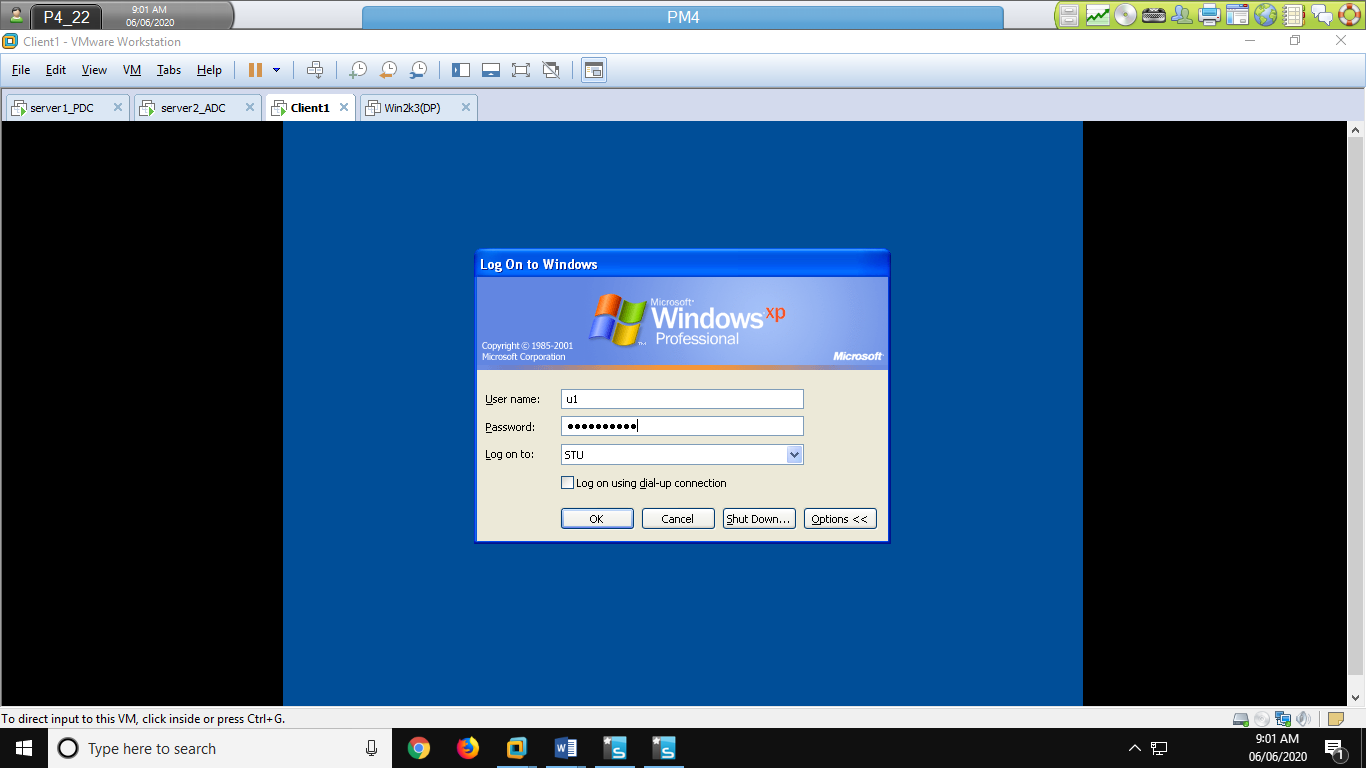 P4_22
9:01 AM
06/06/2020
PM4
Client1 - VMware Workstation
File Edit View VM Tabs Help
server1_PDC server2_ADC Client1 Win2k3(DP)
Log On to Windows
Microsoft®
Windows xp
Professional
Copyright © 1985-2001
Microsoft Corporation
Microsoft
User name: u1
Password: ●●●●●●●●●●
Log on to: STU
Log on using dial-up connection
OK Cancel Shut Down... Options <<
To direct input to this VM, click inside or press Ctrl+G.
Type here to search
9:01 AM
06/06/2020
1